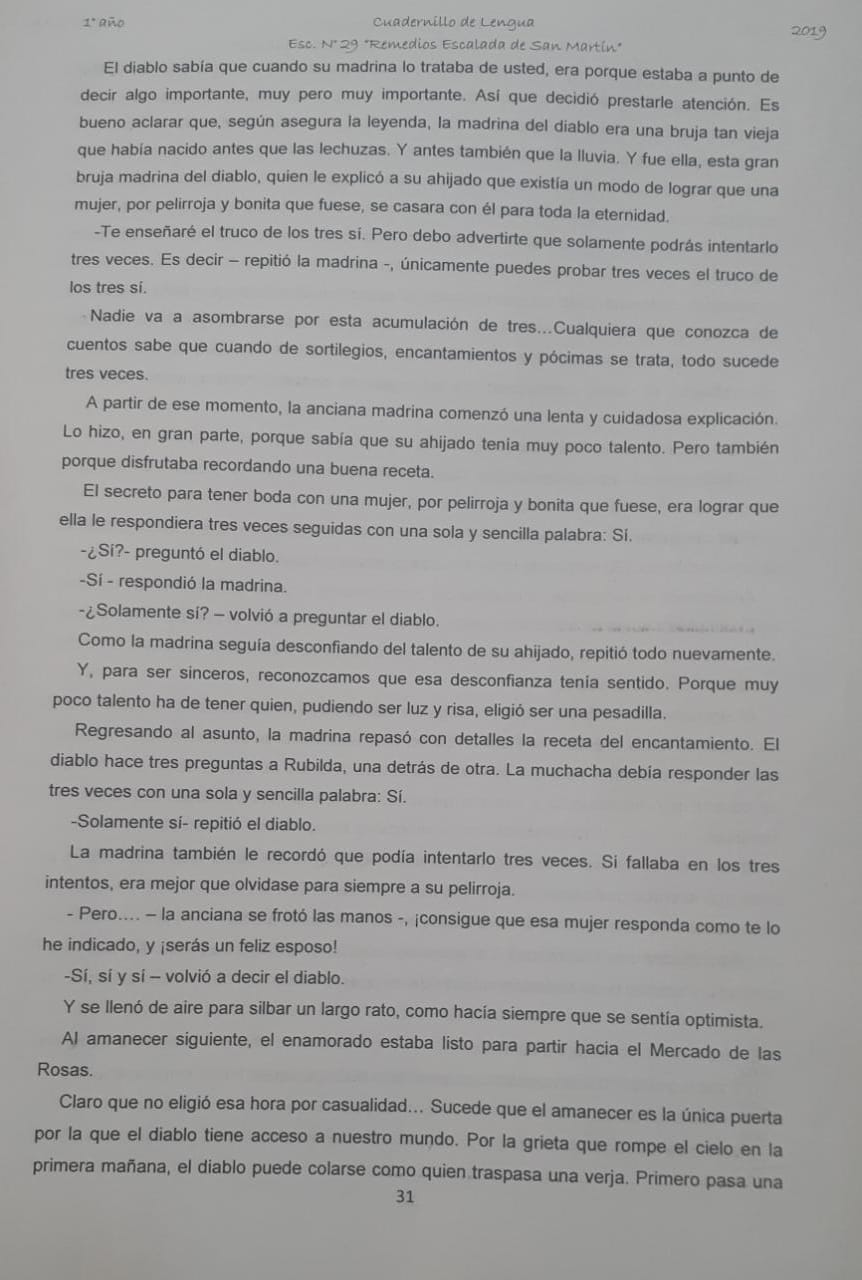 1° año
Cuadernillo de Lengua
2019
Esc. N° 29 "Remedios Escalada de San Martín"
El diablo sabía que cuando su madrina lo trataba de usted, era porque estaba a punto de
decir algo importante, muy pero muy importante. Así que decidió prestarle atención. Es
bueno aclarar que, según asegura la leyenda, la madrina del diablo era una bruja tan vieja
que había nacido antes que las lechuzas. Y antes también que la lluvia. Y fue ella, esta gran
bruja madrina del diablo, quien le explicó a su ahijado que existía un modo de lograr que una
mujer, por pelirroja y bonita que fuese, se casara con él para toda la eternidad.
-Te enseñaré el truco de los tres sí. Pero debo advertirte que solamente podrás intentarlo
tres veces. Es decir – repitió la madrina -, únicamente puedes probar tres veces el truco de
los tres sí.
Nadie va a asombrarse por esta acumulación de tres...Cualquiera que conozca de
cuentos sabe que cuando de sortilegios, encantamientos y pócimas se trata, todo sucede
tres veces.
A partir de ese momento, la anciana madrina comenzó una lenta y cuidadosa explicación.
Lo hizo, en gran parte, porque sabía que su ahijado tenía muy poco talento. Pero también
porque disfrutaba recordando una buena receta.
El secreto para tener boda con una mujer, por pelirroja y bonita que fuese, era lograr que
ella le respondiera tres veces seguidas con una sola y sencilla palabra: Sí.
-¿Sí?- preguntó el diablo.
-Sí - respondió la madrina.
-¿Solamente sí? – volvió a preguntar el diablo.
Como la madrina seguía desconfiando del talento de su ahijado, repitió todo nuevamente.
Y, para ser sinceros, reconozcamos que esa desconfianza tenía sentido. Porque muy
poco talento ha de tener quien, pudiendo ser luz y risa, eligió ser una pesadilla.
Regresando al asunto, la madrina repasó con detalles la receta del encantamiento. El
diablo hace tres preguntas a Rubilda, una detrás de otra. La muchacha debía responder las
tres veces con una sola y sencilla palabra: Sí.
-Solamente sí- repitió el diablo.
La madrina también le recordó que podía intentarlo tres veces. Si fallaba en los tres
intentos, era mejor que olvidase para siempre a su pelirroja.
- Pero.... – la anciana se frotó las manos -, ¡consigue que esa mujer responda como te lo
he indicado, y ¡serás un feliz esposo!
-Sí, sí y sí – volvió a decir el diablo.
Y se llenó de aire para silbar un largo rato, como hacía siempre que se sentía optimista.
Al amanecer siguiente, el enamorado estaba listo para partir hacia el Mercado de las
Rosas.
Claro que no eligió esa hora por casualidad... Sucede que el amanecer es la única puerta
por la que el diablo tiene acceso a nuestro mundo. Por la grieta que rompe el cielo en la
primera mañana, el diablo puede colarse como quien traspasa una verja. Primero pasa una
31